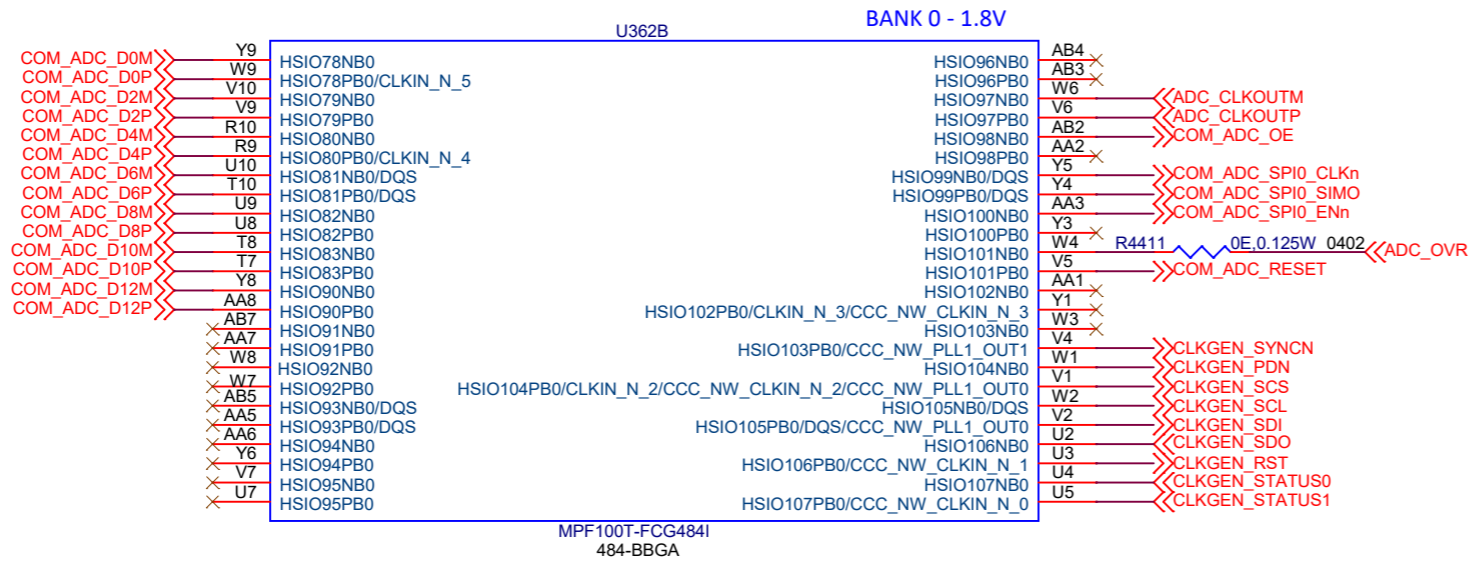 BANK 0 - 1.8V
U362B
COM_ADC_D0M Y9 HSIO78NB0
COM_ADC_D0P W9 HSIO78PB0/CLKIN_N_5
COM_ADC_D2M V10 HSIO79NB0
COM_ADC_D2P V9 HSIO79PB0
COM_ADC_D4M R10 HSIO80NB0
COM_ADC_D4P R9 HSIO80PB0/CLKIN_N_4
COM_ADC_D6M U10 HSIO81NB0/DQS
COM_ADC_D6P T10 HSIO81PB0/DQS
COM_ADC_D8M U9 HSIO82NB0
COM_ADC_D8P U8 HSIO82PB0
COM_ADC_D10M T8 HSIO83NB0
COM_ADC_D10P T7 HSIO83PB0
COM_ADC_D12M Y8 HSIO90NB0
COM_ADC_D12P AA8 HSIO90PB0
AB7 HSIO91NB0
AA7 HSIO91PB0
W8 HSIO92NB0
W7 HSIO92PB0
AB5 HSIO93NB0/DQS
AA5 HSIO93PB0/DQS
AA6 HSIO94NB0
Y6 HSIO94PB0
V7 HSIO95NB0
U7 HSIO95PB0
HSIO96NB0 AB4
HSIO96PB0 AB3
HSIO97NB0 W6 ADC_CLKOUTM
HSIO97PB0 V6 ADC_CLKOUTP
HSIO98NB0 AB2 COM_ADC_OE
HSIO98PB0 AA2
HSIO99NB0/DQS Y5 COM_ADC_SPI0_CLKn
HSIO99PB0/DQS Y4 COM_ADC_SPI0_SIMO
HSIO100NB0 AA3 COM_ADC_SPI0_ENn
HSIO100PB0 Y3
HSIO101NB0 W4 R4411 0E,0.125W 0402 ADC_OVR
HSIO101PB0 V5 COM_ADC_RESET
HSIO102NB0 AA1
HSIO102PB0/CLKIN_N_3/CCC_NW_CLKIN_N_3 Y1
HSIO103NB0 W3
HSIO103PB0/CCC_NW_PLL1_OUT1 V4 CLKGEN_SYNCN
HSIO104NB0 W1 CLKGEN_PDN
HSIO104PB0/CLKIN_N_2/CCC_NW_CLKIN_N_2/CCC_NW_PLL1_OUT0 V1 CLKGEN_SCS
HSIO105NB0/DQS W2 CLKGEN_SCL
HSIO105PB0/DQS/CCC_NW_PLL1_OUT0 V2 CLKGEN_SDI
HSIO106NB0 U2 CLKGEN_SDO
HSIO106PB0/CCC_NW_CLKIN_N_1 U3 CLKGEN_RST
HSIO107NB0 U4 CLKGEN_STATUS0
HSIO107PB0/CCC_NW_CLKIN_N_0 U5 CLKGEN_STATUS1
MPF100T-FCG484I
484-BBGA